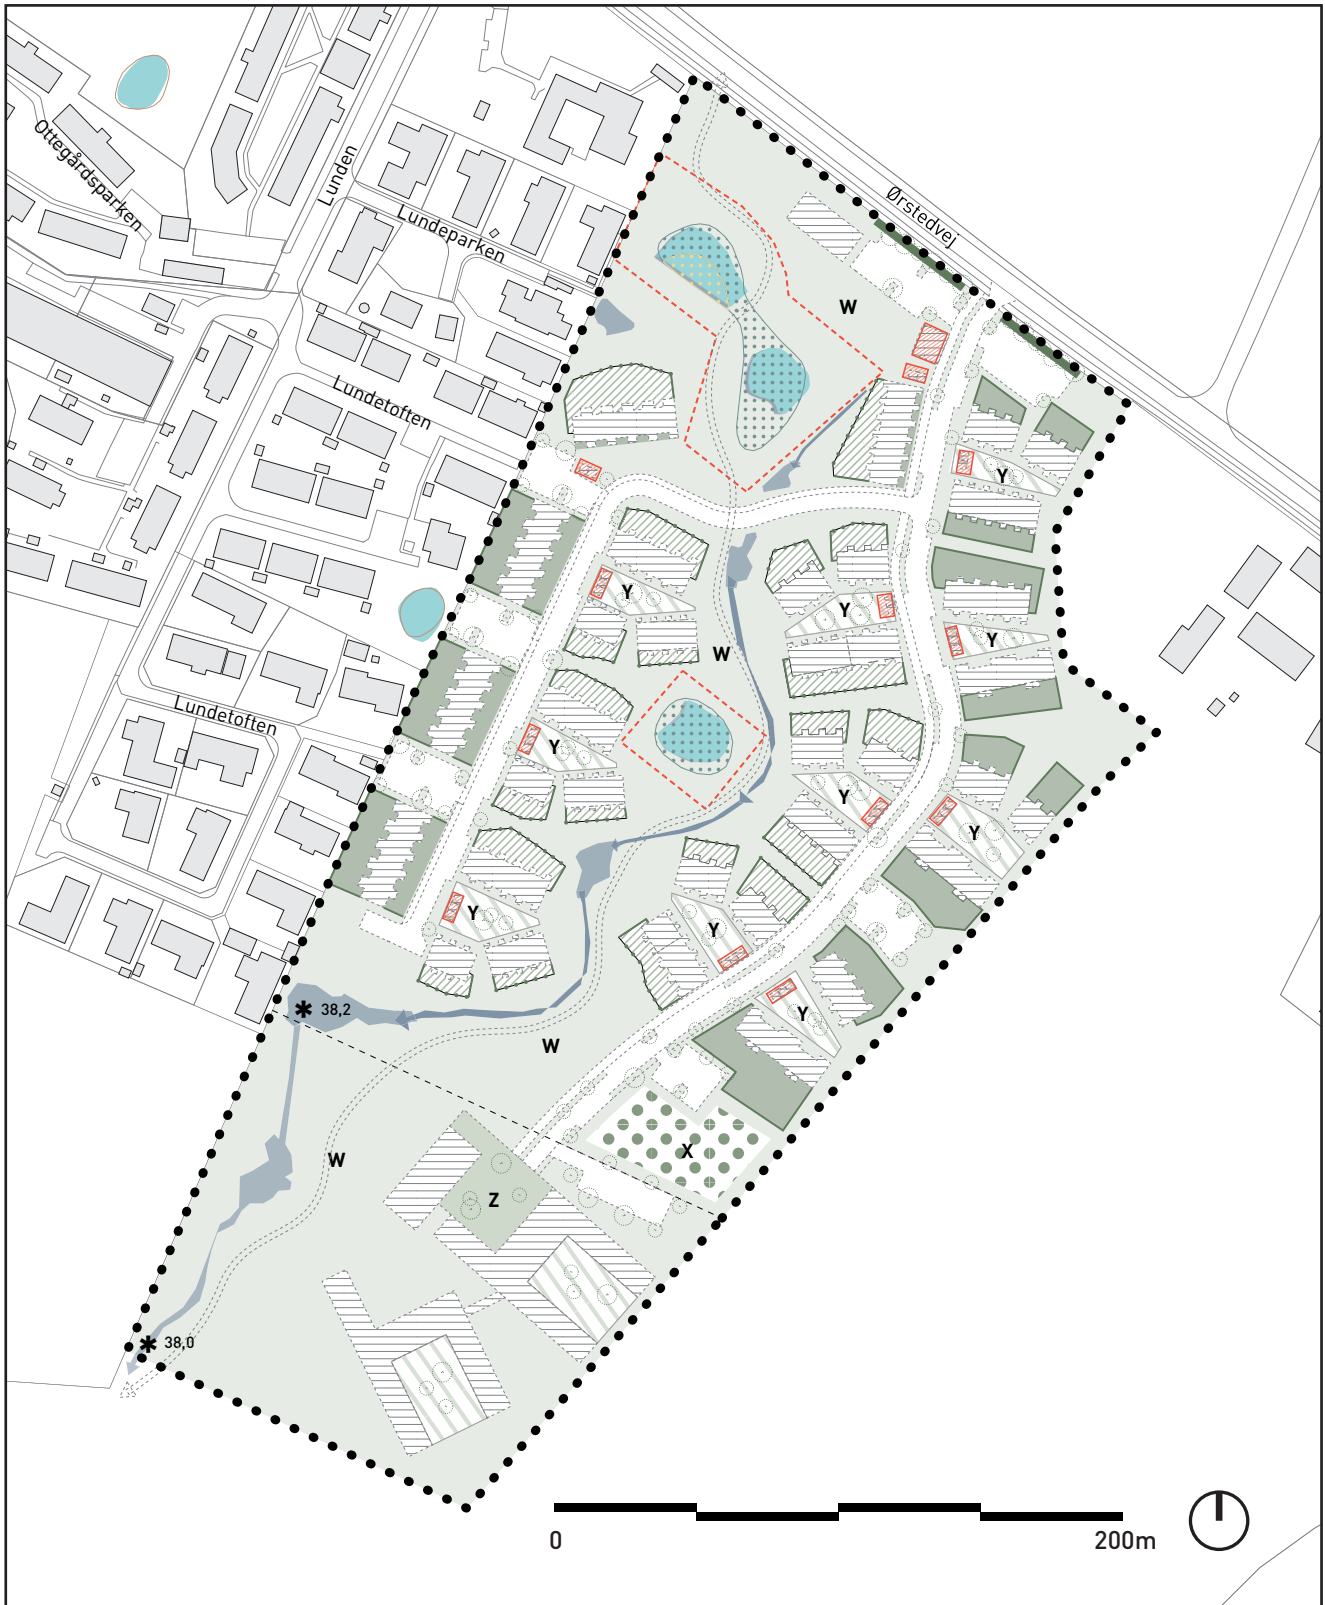 Ottegårdsparken
Lunden
Lundeparken
Ørstedvej
W
Lundetoften
Y
Y
Y
Y
W
Y
Lundetoften
Y
Y
Y
Y
Y
38,2
Y
W
X
W
Z
38,0
0
200m